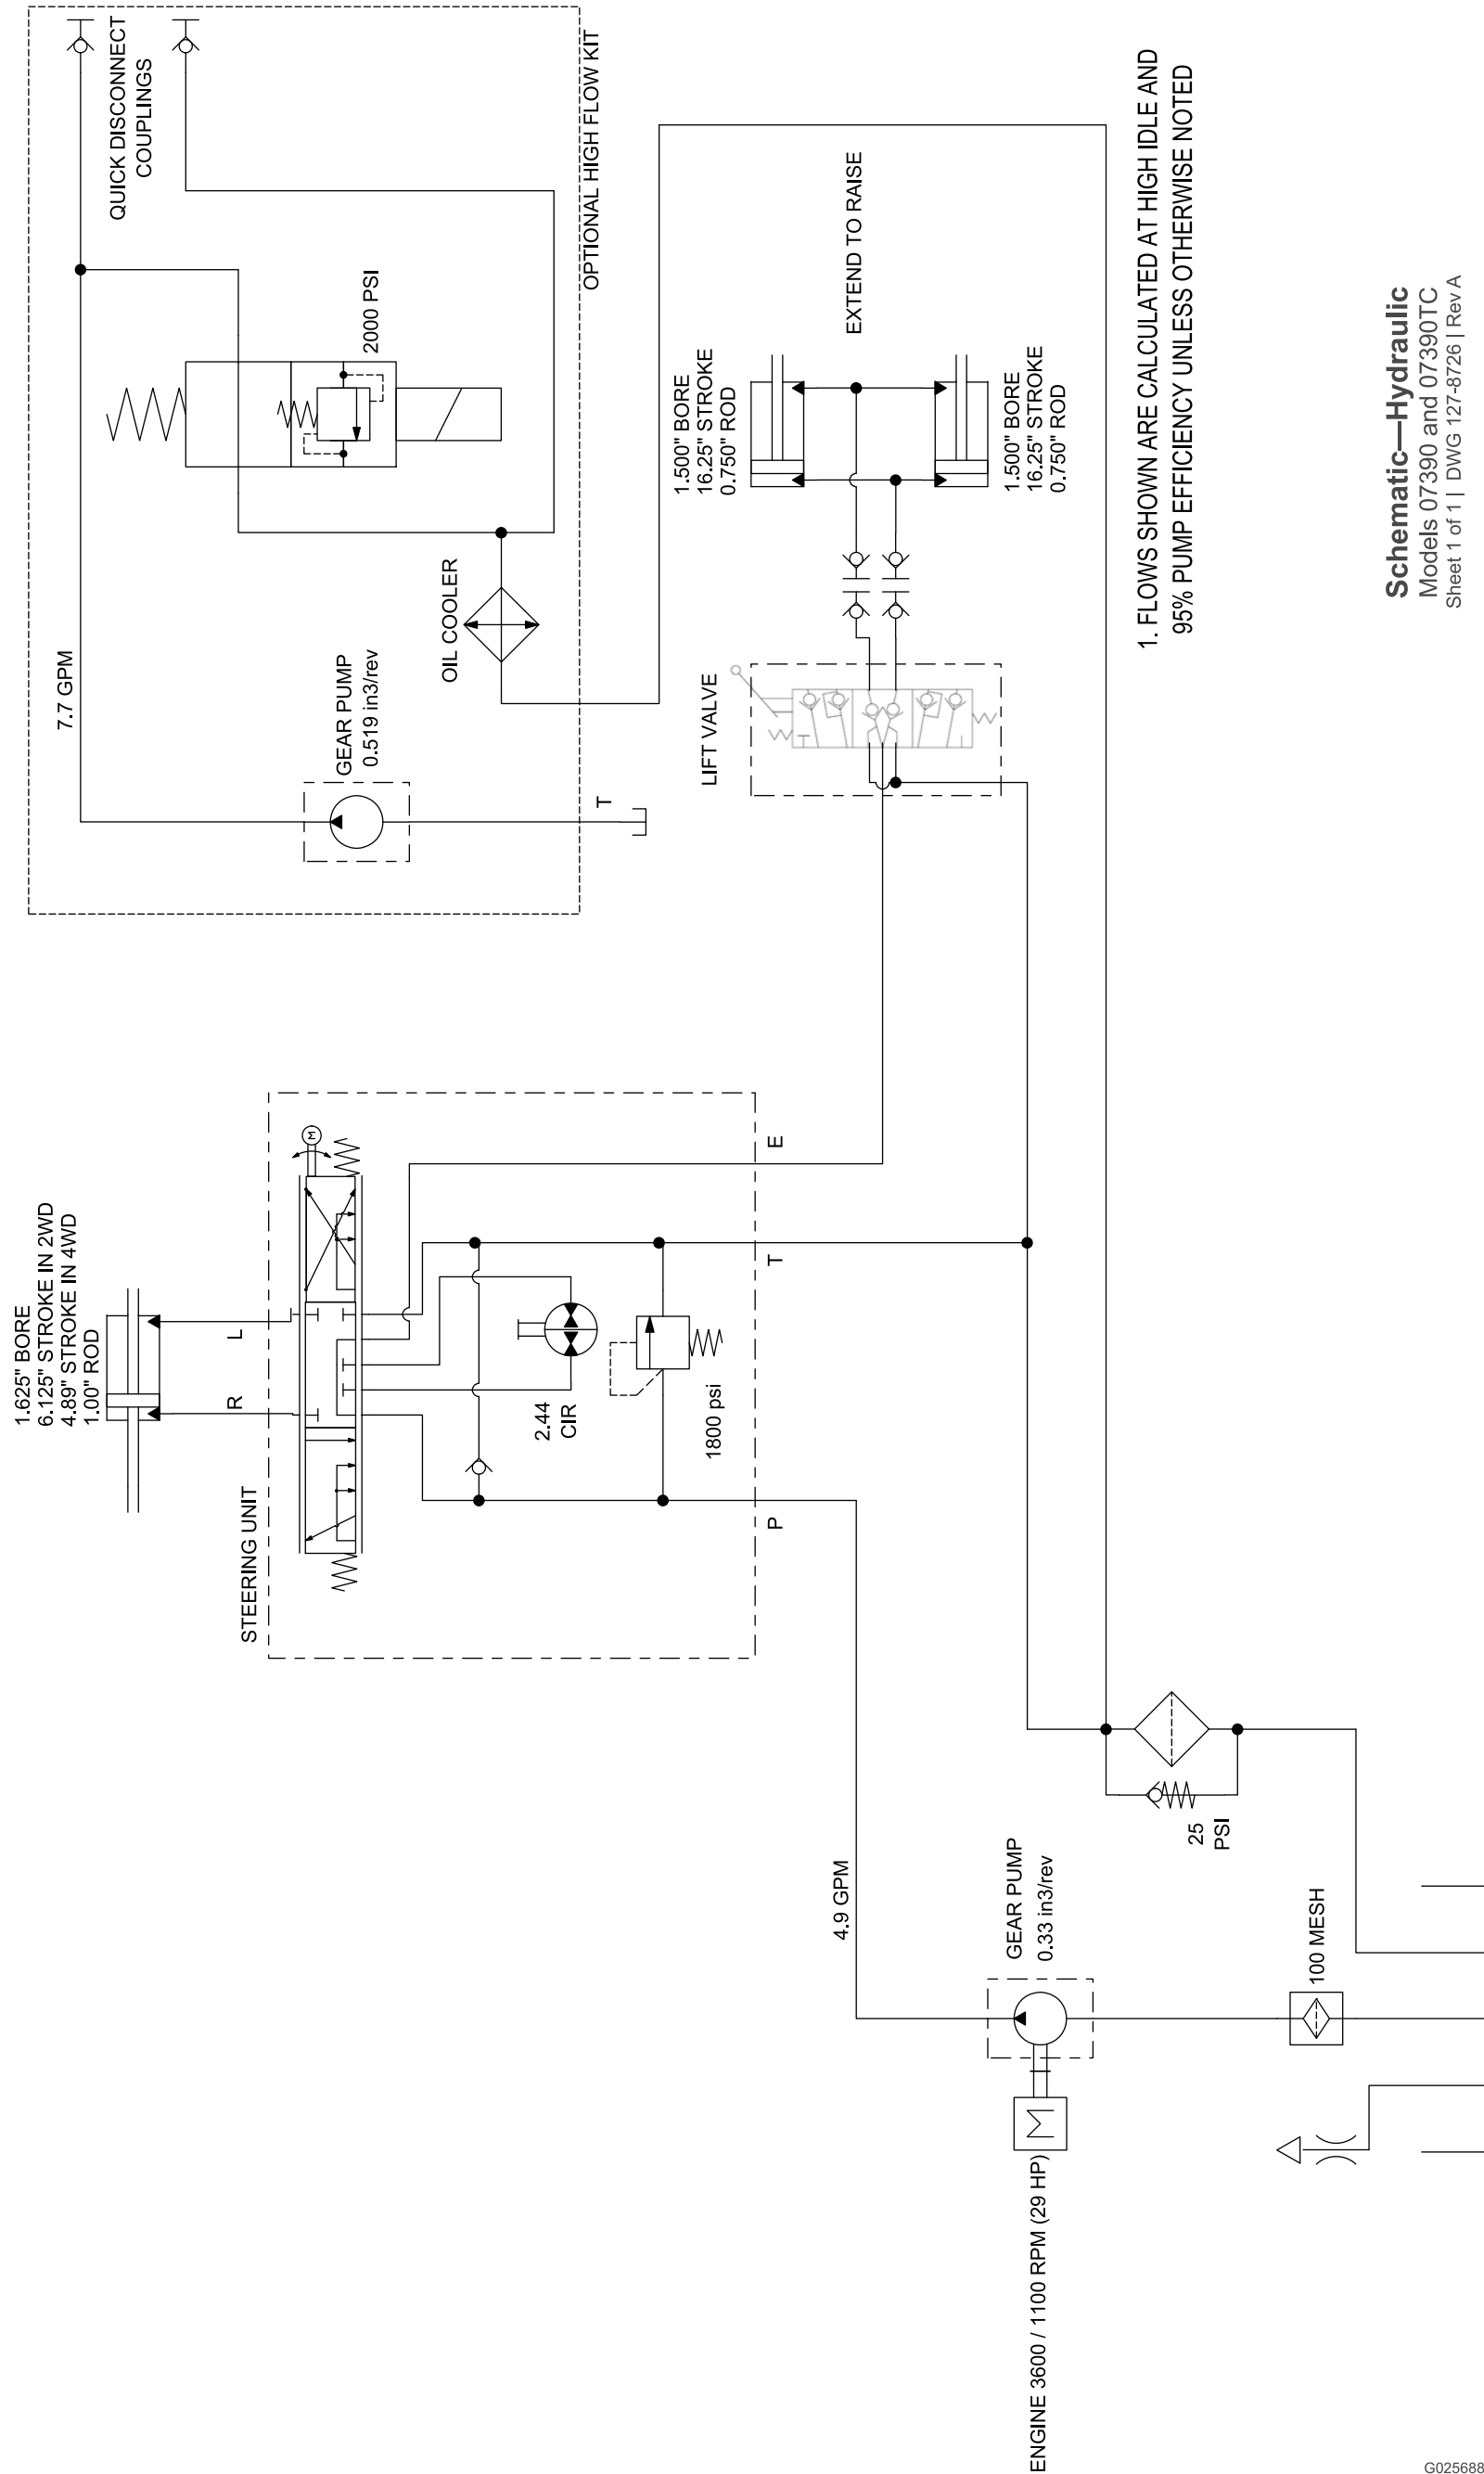 QUICK DISCONNECT
COUPLINGS
OPTIONAL HIGH FLOW KIT
2000 PSI
7.7 GPM
OIL COOLER
GEAR PUMP
0.519 in3/rev
T
EXTEND TO RAISE
1.500" BORE
16.25" STROKE
0.750" ROD
1.500" BORE
16.25" STROKE
0.750" ROD
LIFT VALVE
1. FLOWS SHOWN ARE CALCULATED AT HIGH IDLE AND
95% PUMP EFFICIENCY UNLESS OTHERWISE NOTED
Schematic—Hydraulic
Models 07390 and 07390TC
Sheet 1 of 1 | DWG 127-8726 | Rev A
1.625" BORE
6.125" STROKE IN 2WD
4.89" STROKE IN 4WD
1.00" ROD
L
R
M
STEERING UNIT
2.44
CIR
1800 psi
E
T
P
25
PSI
4.9 GPM
GEAR PUMP
0.33 in3/rev
100 MESH
M
ENGINE 3600 / 1100 RPM (29 HP)
G025688